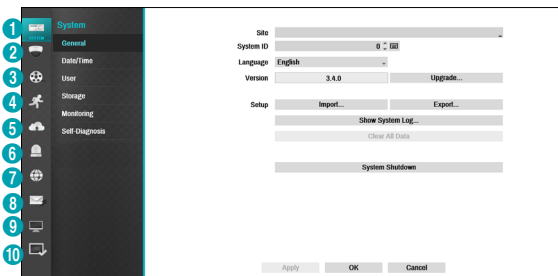 1
SYSTEM
2
3
4
5
6
7
8
9
10
System
General
Date/Time
User
Storage
Monitoring
Self-Diagnosis
Site
System ID 0
Language English
Version 3.4.0 Upgrade...
Setup Import... Export...
Show System Log...
Clear All Data
System Shutdown
Apply OK Cancel